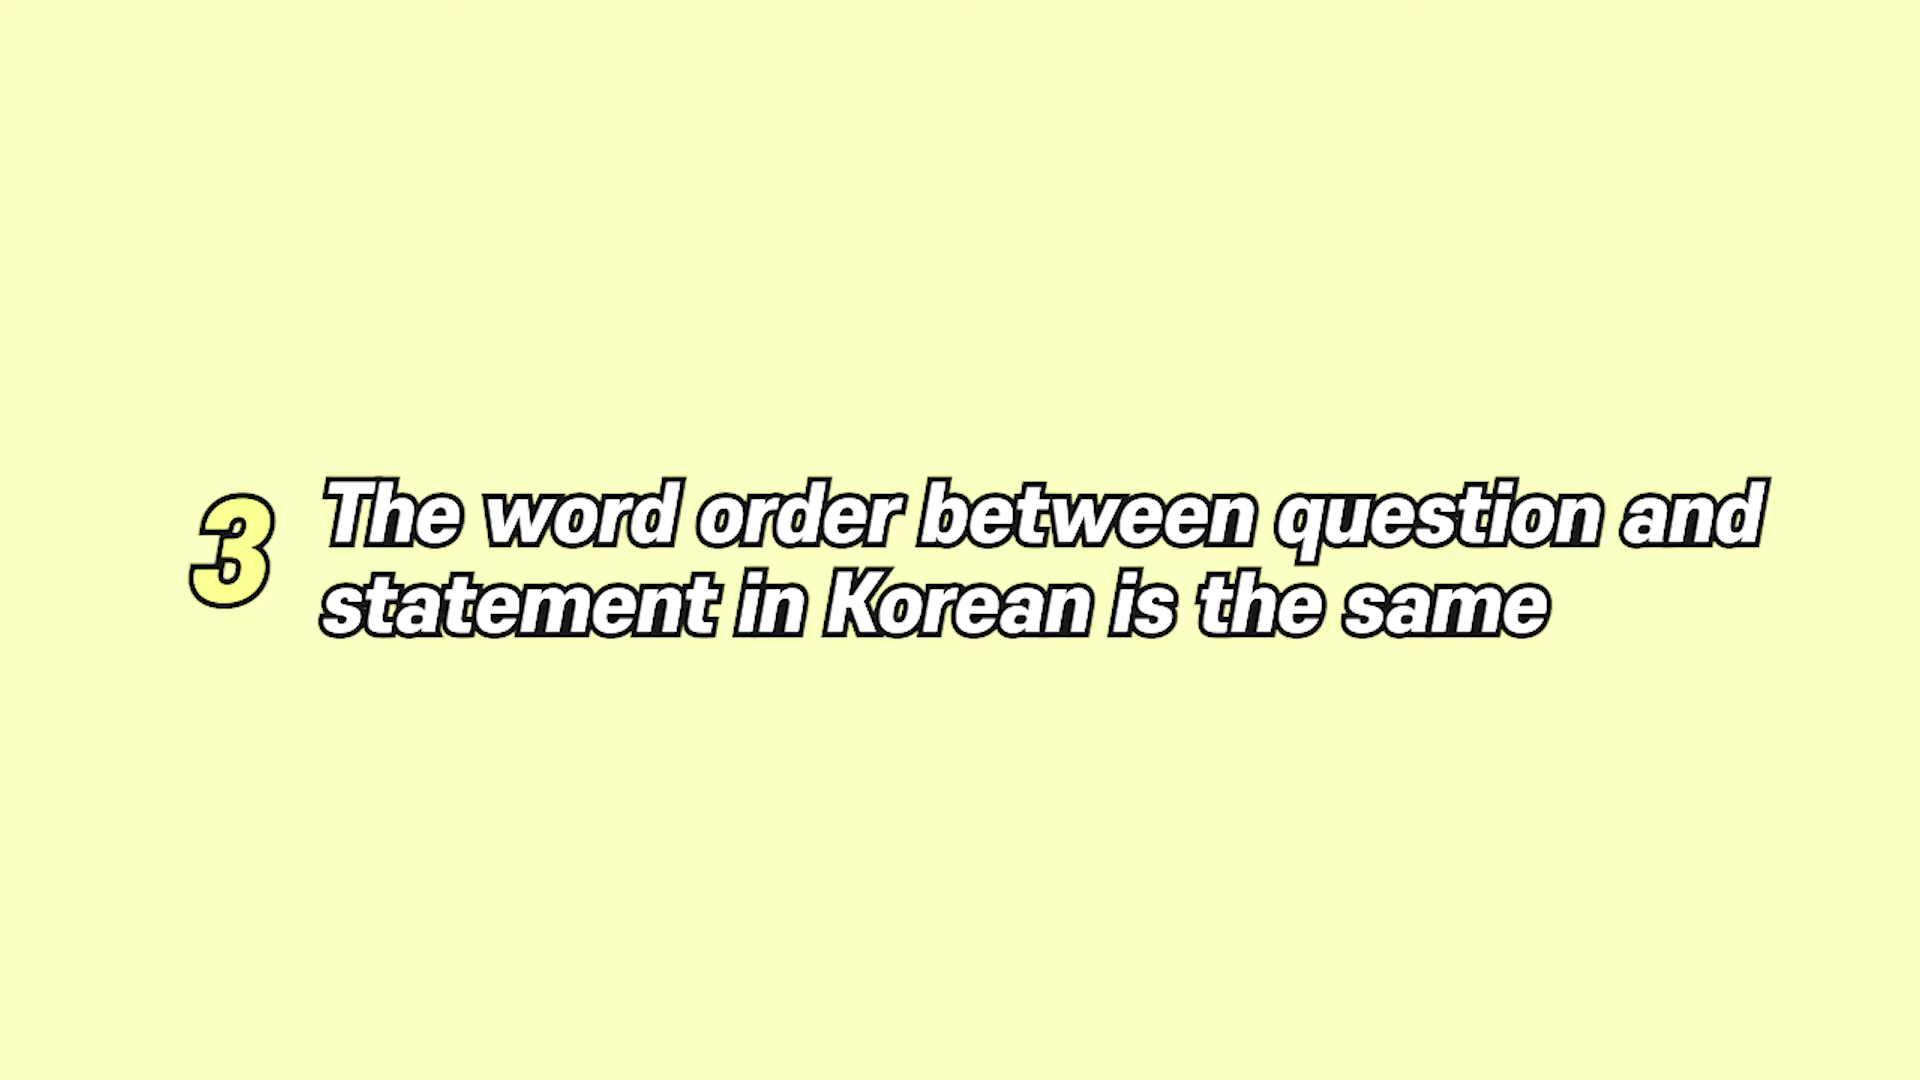 3 The word order between question and
statement in Korean is the same